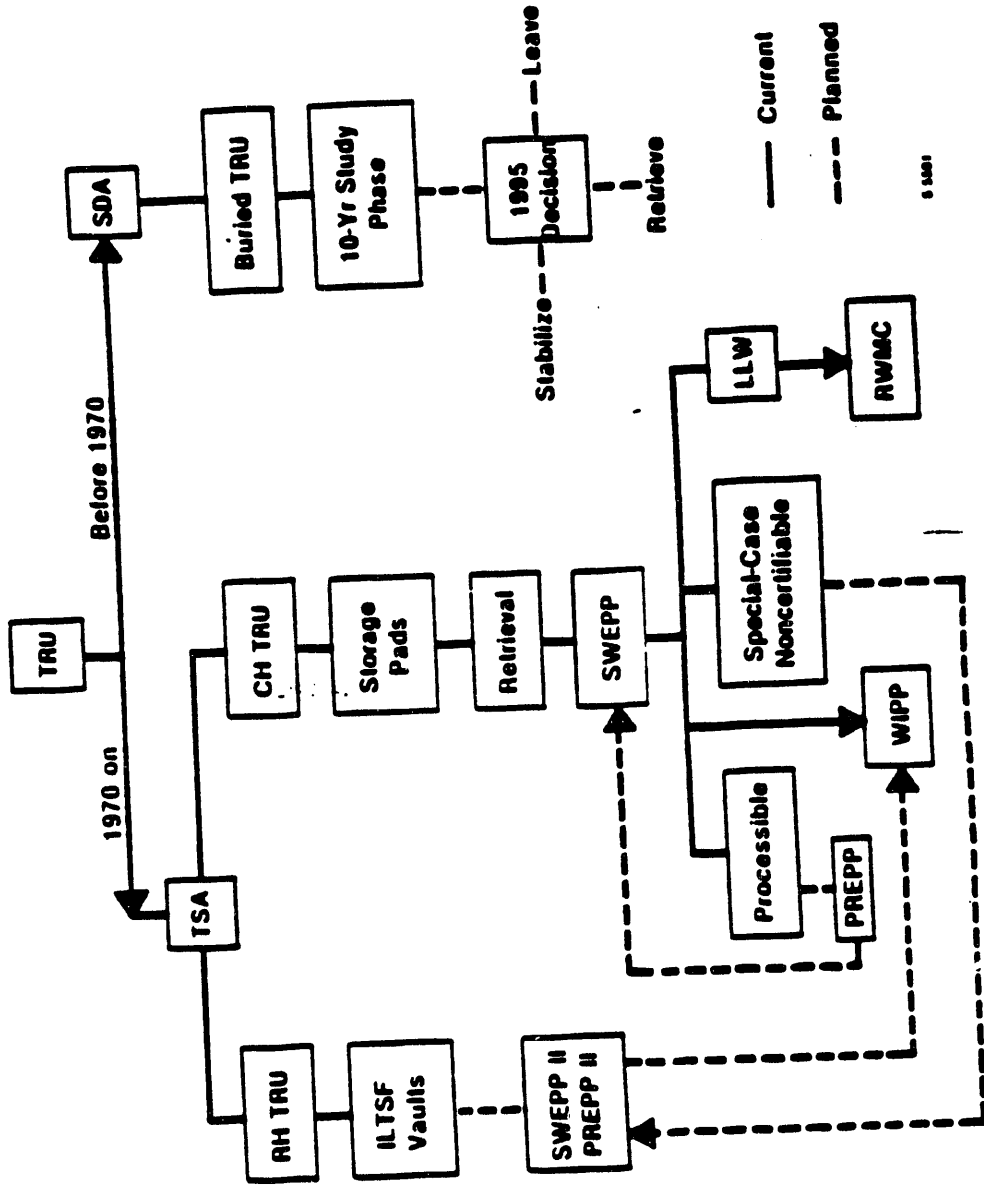 TRU
1970 on
Before 1970
TSA
SDA
RH TRU
CH TRU
Buried TRU
ILTSF
Vaults
Storage
Pads
10-Yr Study
Phase
Retrieval
SWEPP II
PREPP II
SWEPP
1995
Decision
Stabilize
Leave
Retrieve
Processible
Special-Case
Noncertifiable
LLW
PREPP
WIPP
RWMC
Current
Planned